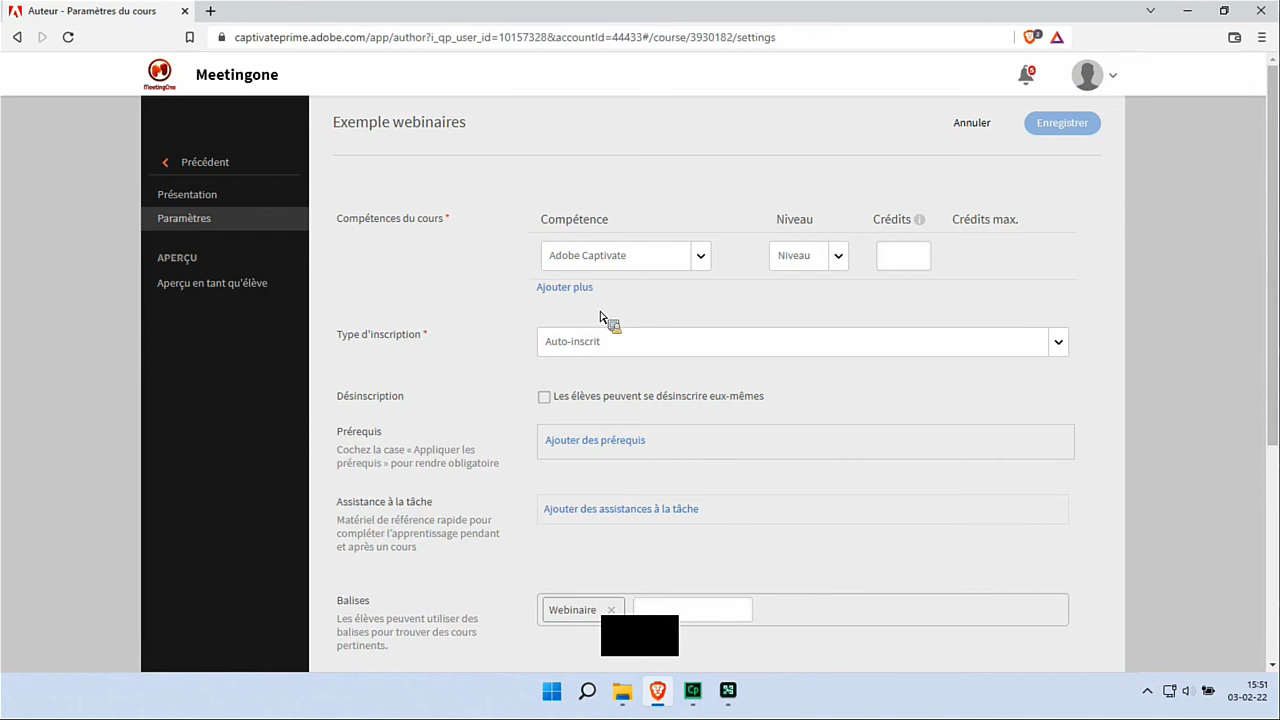 Auteur - Paramètres du cours
captivateprime.adobe.com/app/author?i_qp_user_id=10157328&accountId=44433#/course/3930182/settings
2
MeetingOne
Meetingone
5
Exemple webinaires
Annuler
Enregistrer
Précédent
Présentation
Paramètres
APERÇU
Aperçu en tant qu'élève
Compétences du cours *
Compétence
Niveau
Crédits
Crédits max.
Adobe Captivate
Niveau
Ajouter plus
Type d'inscription *
Auto-inscrit
Désinscription
Les élèves peuvent se désinscrire eux-mêmes
Prérequis
Cochez la case « Appliquer les
prérequis » pour rendre obligatoire
Ajouter des prérequis
Assistance à la tâche
Matériel de référence rapide pour
compléter l'apprentissage pendant
et après un cours
Ajouter des assistances à la tâche
Balises
Les élèves peuvent utiliser des
balises pour trouver des cours
pertinents.
Webinaire
Cp
15:51
03-02-22